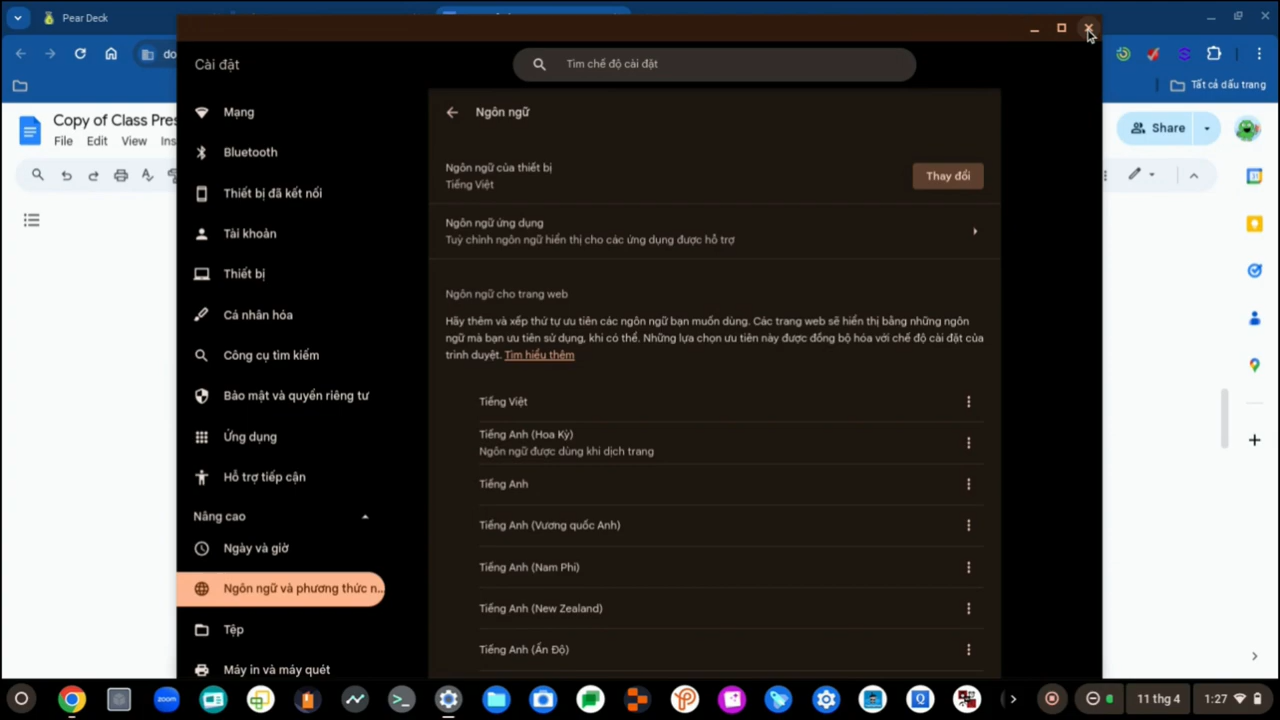 Pear Deck
do
Tất cả dấu trang
Copy of Class Pres
File Edit View Ins
Share
Cài đặt
Tìm chế độ cài đặt
Mạng
Bluetooth
Thiết bị đã kết nối
Tài khoản
Thiết bị
Cá nhân hóa
Công cụ tìm kiếm
Bảo mật và quyền riêng tư
Ứng dụng
Hỗ trợ tiếp cận
Nâng cao
Ngày và giờ
Ngôn ngữ và phương thức n...
Tệp
Máy in và máy quét
Ngôn ngữ
Ngôn ngữ của thiết bị
Tiếng Việt
Thay đổi
Ngôn ngữ ứng dụng
Tuỳ chỉnh ngôn ngữ hiển thị cho các ứng dụng được hỗ trợ
Ngôn ngữ cho trang web
Hãy thêm và xếp thứ tự ưu tiên các ngôn ngữ bạn muốn dùng. Các trang web sẽ hiển thị bằng những ngôn
ngữ mà bạn ưu tiên sử dụng, khi có thể. Những lựa chọn ưu tiên này được đồng bộ hóa với chế độ cài đặt của
trình duyệt. Tìm hiểu thêm
Tiếng Việt
Tiếng Anh (Hoa Kỳ)
Ngôn ngữ được dùng khi dịch trang
Tiếng Anh
Tiếng Anh (Vương quốc Anh)
Tiếng Anh (Nam Phi)
Tiếng Anh (New Zealand)
Tiếng Anh (Ấn Độ)
zoom
11 thg 4
1:27